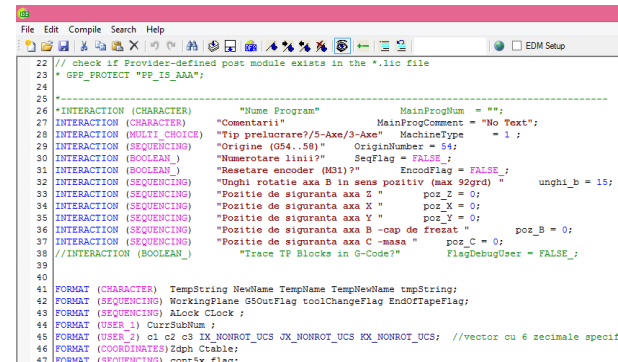 File Edit Compile Search Help
EDM Setup
22 // check if Provider-defined post module exists in the *.lic file
23 * GPP_PROTECT "PP_IS_AAA";
24
25 *----------------------------------------------------------------------------------------------
26 *INTERACTION (CHARACTER) "Nume Program" MainProgNum = "";
27 INTERACTION (CHARACTER) "Comentarii" MainProgComment = "No Text";
28 INTERACTION (MULTI_CHOICE) "Tip prelucrare?/5-Axe/3-Axe" MachineType = 1 ;
29 INTERACTION (SEQUENCING) "Origine (G54..58)" OriginNumber = 54;
30 INTERACTION (BOOLEAN_) "Numerotare linii?" SeqFlag = FALSE_;
31 INTERACTION (BOOLEAN_) "Resetare encoder (M31)?" EncodFlag = FALSE_;
32 INTERACTION (SEQUENCING) "Unghi rotatie axa B in sens pozitiv (max 92grd) " unghi_b = 15;
33 INTERACTION (SEQUENCING) "Pozitie de siguranta axa Z " poz_Z = 0;
34 INTERACTION (SEQUENCING) "Pozitie de siguranta axa X " poz_X = 0;
35 INTERACTION (SEQUENCING) "Pozitie de siguranta axa Y " poz_Y = 0;
36 INTERACTION (SEQUENCING) "Pozitie de siguranta axa B -cap de frezat " poz_B = 0;
37 INTERACTION (SEQUENCING) "Pozitie de siguranta axa C -masa " poz_C = 0;
38 //INTERACTION (BOOLEAN_) "Trace TP Blocks in G-Code?" FlagDebugUser = FALSE_;
39
40
41 FORMAT (CHARACTER) TempString NewName TempName TempNewName tmpString;
42 FORMAT (SEQUENCING) WorkingPlane G5OutFlag toolChangeFlag EndOfTapeFlag;
43 FORMAT (SEQUENCING) ALock CLock ;
44 FORMAT (USER_1) CurrSubNum ;
45 FORMAT (USER_2) c1 c2 c3 IX_NONROT_UCS JX_NONROT_UCS KX_NONROT_UCS; //vector cu 6 zecimale specif
46 FORMAT (COORDINATES)Zdph Ctable;
47 FORMAT (SEQUENCING) cont5x_flag;